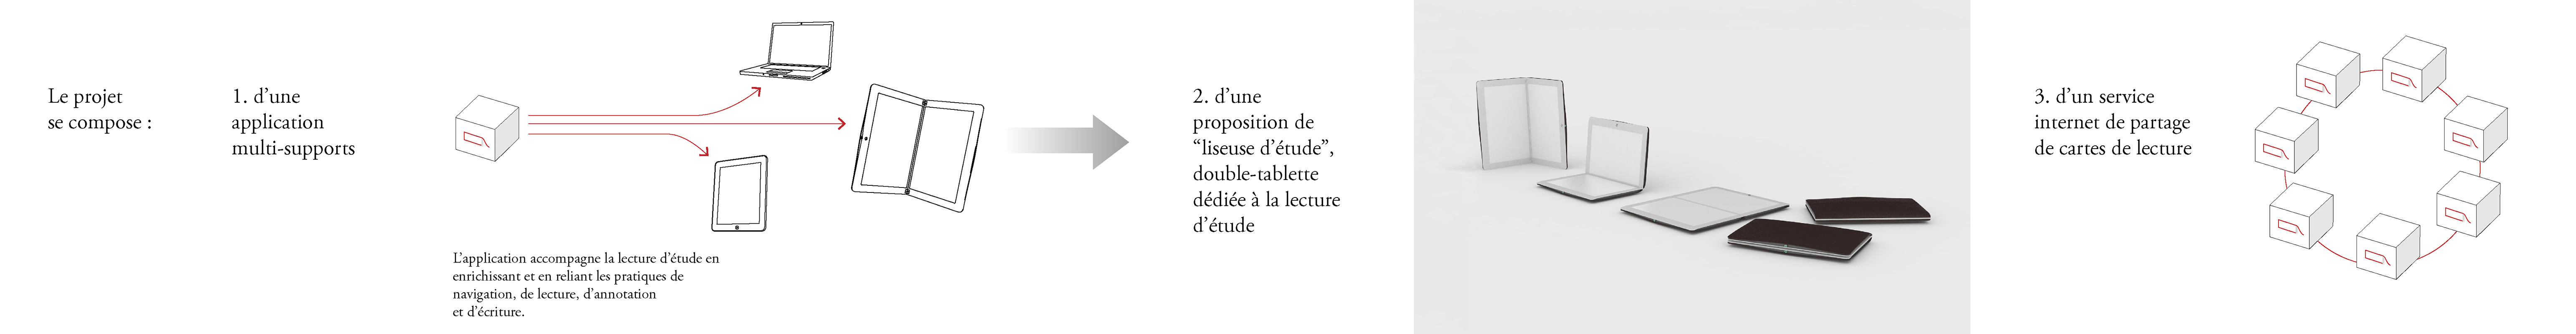 Le projet
se compose :
1. d’une
application
multi-supports
L’application accompagne la lecture d’étude en
enrichissant et en reliant les pratiques de
navigation, de lecture, d’annotation
et d’écriture.
2. d’une
proposition de
“liseuse d’étude”,
double-tablette
dédiée à la lecture
d’étude
3. d’un service
internet de partage
de cartes de lecture